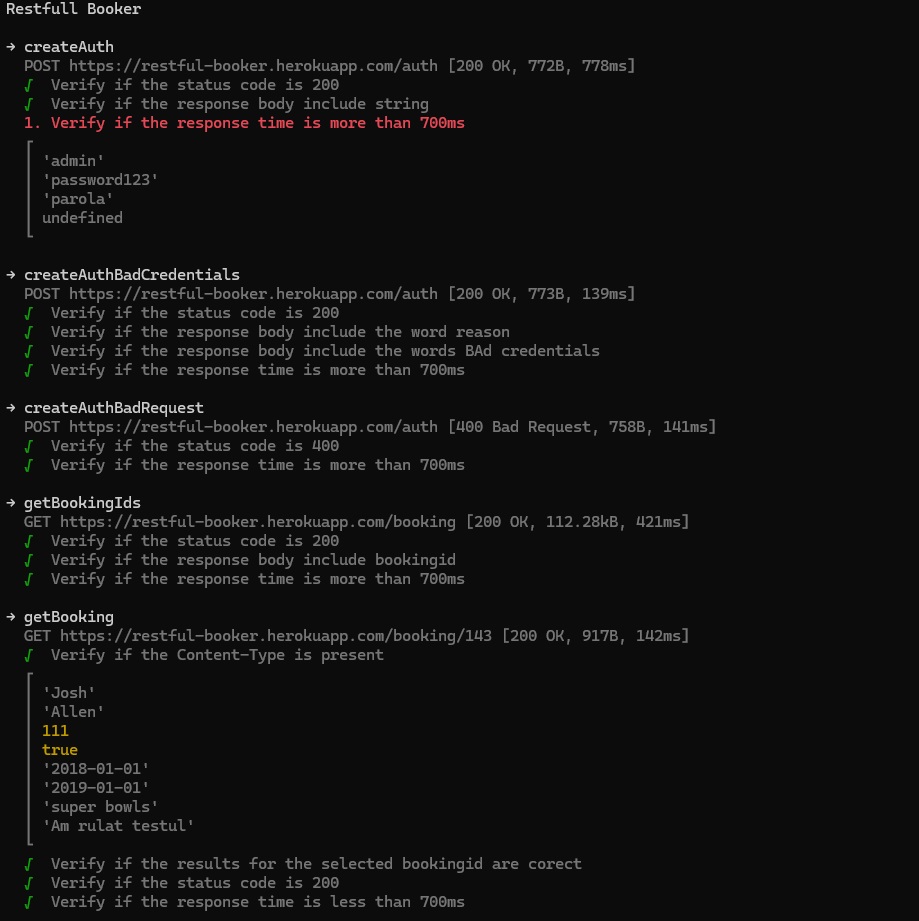 Restfull Booker
→ createAuth
POST https://restful-booker.herokuapp.com/auth [200 OK, 772B, 778ms]
√ Verify if the status code is 200
√ Verify if the response body include string
1. Verify if the response time is more than 700ms
'admin'
'password123'
'parola'
undefined
→ createAuthBadCredentials
POST https://restful-booker.herokuapp.com/auth [200 OK, 773B, 139ms]
√ Verify if the status code is 200
√ Verify if the response body include the word reason
√ Verify if the response body include the words BAd credentials
√ Verify if the response time is more than 700ms
→ createAuthBadRequest
POST https://restful-booker.herokuapp.com/auth [400 Bad Request, 758B, 141ms]
√ Verify if the status code is 400
√ Verify if the response time is more than 700ms
→ getBookingIds
GET https://restful-booker.herokuapp.com/booking [200 OK, 112.28kB, 421ms]
√ Verify if the status code is 200
√ Verify if the response body include bookingid
√ Verify if the response time is more than 700ms
→ getBooking
GET https://restful-booker.herokuapp.com/booking/143 [200 OK, 917B, 142ms]
√ Verify if the Content-Type is present
'Josh'
'Allen'
111
true
'2018-01-01'
'2019-01-01'
'super bowls'
'Am rulat testul'
√ Verify if the results for the selected bookingid are corect
√ Verify if the status code is 200
√ Verify if the response time is less than 700ms